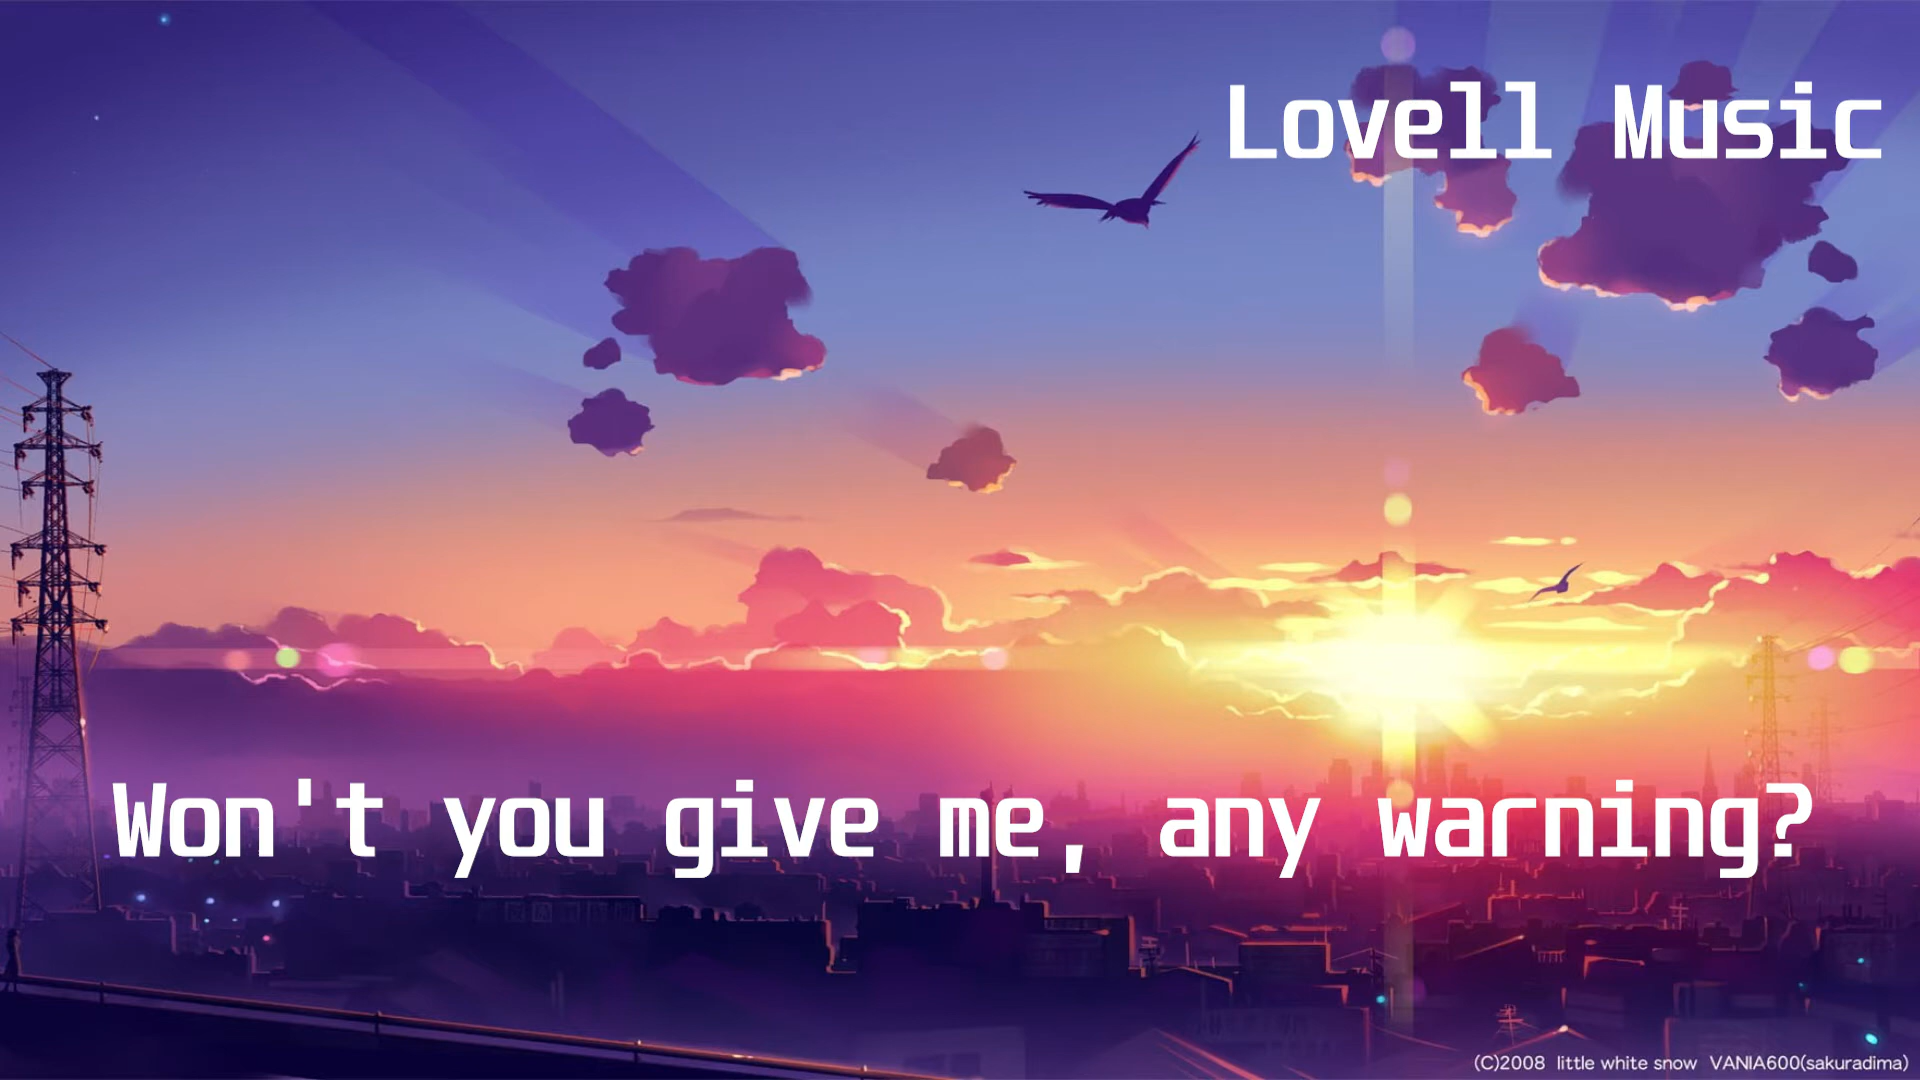 Lovell Music
Won't you give me, any warning?
(C)2008 little white snow VANIA600(sakuradima)